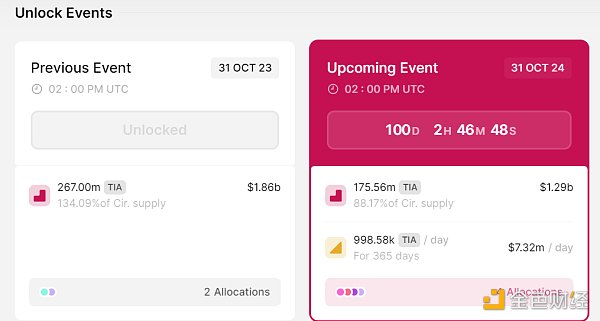 Unlock Events
Previous Event
31 OCT 23
02 : 00 PM UTC
Unlocked
267.00m TIA
$1.86b
134.09%of Cir. supply
2 Allocations
Upcoming Event
31 OCT 24
02 : 00 PM UTC
100D 2H 46M 48S
175.56m TIA
$1.29b
88.17%of Cir. supply
998.58k TIA / day
$7.32m / day
For 365 days
Allocations
金色财经